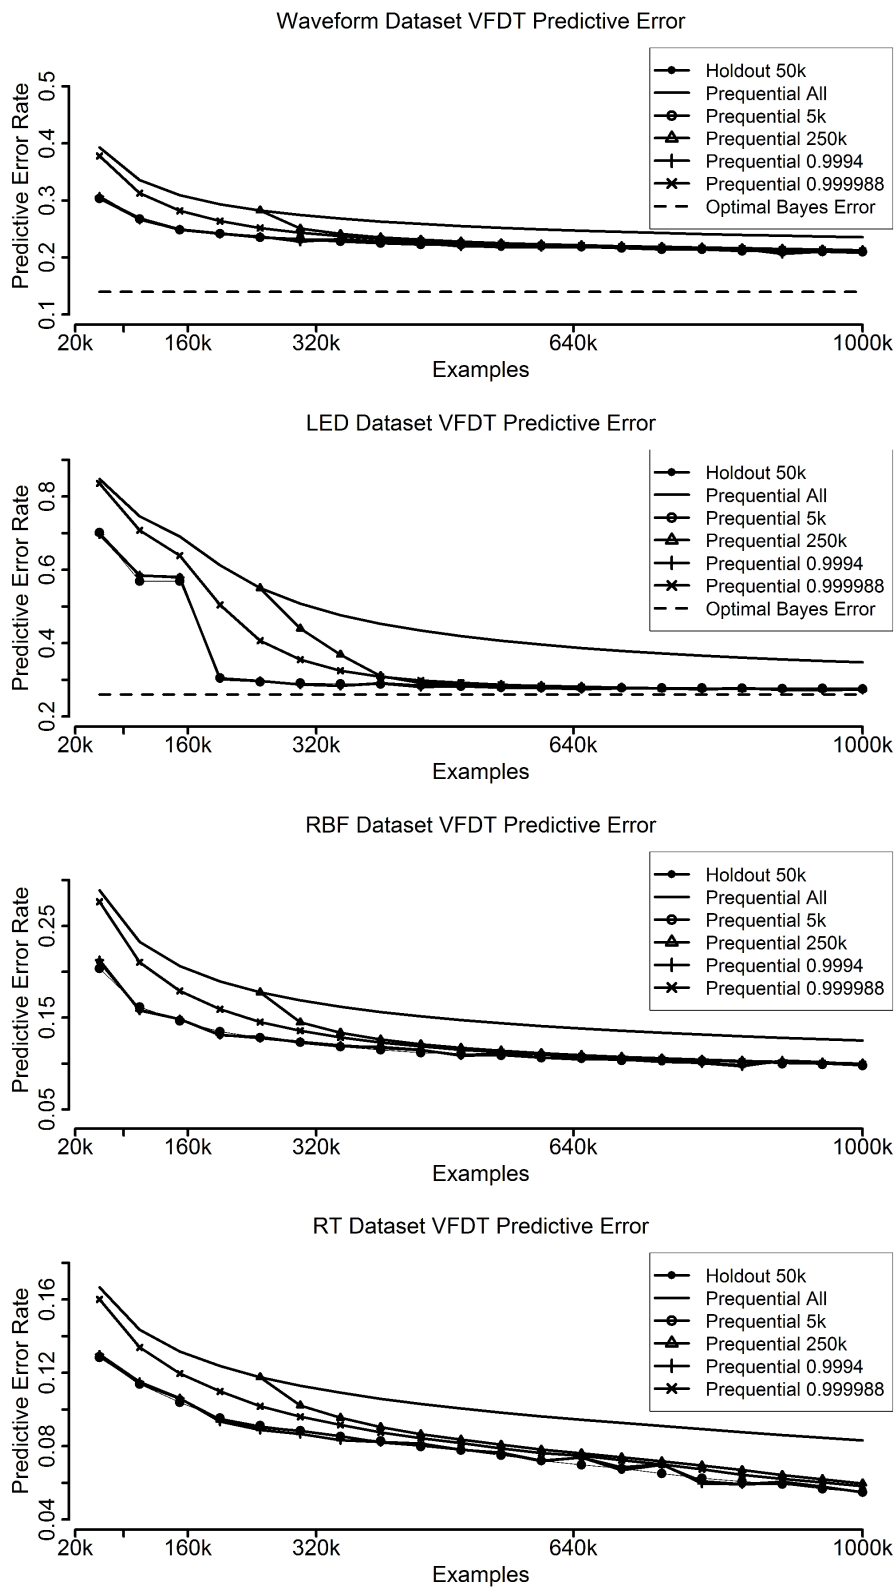 Waveform Dataset VFDT Predictive Error
Predictive Error Rate
0.5
0.4
0.3
0.2
0.1
Holdout 50k
Prequential All
Prequential 5k
Prequential 250k
Prequential 0.9994
Prequential 0.999988
Optimal Bayes Error
20k 160k 320k 640k 1000k
Examples
LED Dataset VFDT Predictive Error
Predictive Error Rate
0.8
0.6
0.4
0.2
Holdout 50k
Prequential All
Prequential 5k
Prequential 250k
Prequential 0.9994
Prequential 0.999988
Optimal Bayes Error
20k 160k 320k 640k 1000k
Examples
RBF Dataset VFDT Predictive Error
Predictive Error Rate
0.25
0.15
0.05
Holdout 50k
Prequential All
Prequential 5k
Prequential 250k
Prequential 0.9994
Prequential 0.999988
20k 160k 320k 640k 1000k
Examples
RT Dataset VFDT Predictive Error
Predictive Error Rate
0.16
0.12
0.08
0.04
Holdout 50k
Prequential All
Prequential 5k
Prequential 250k
Prequential 0.9994
Prequential 0.999988
20k 160k 320k 640k 1000k
Examples